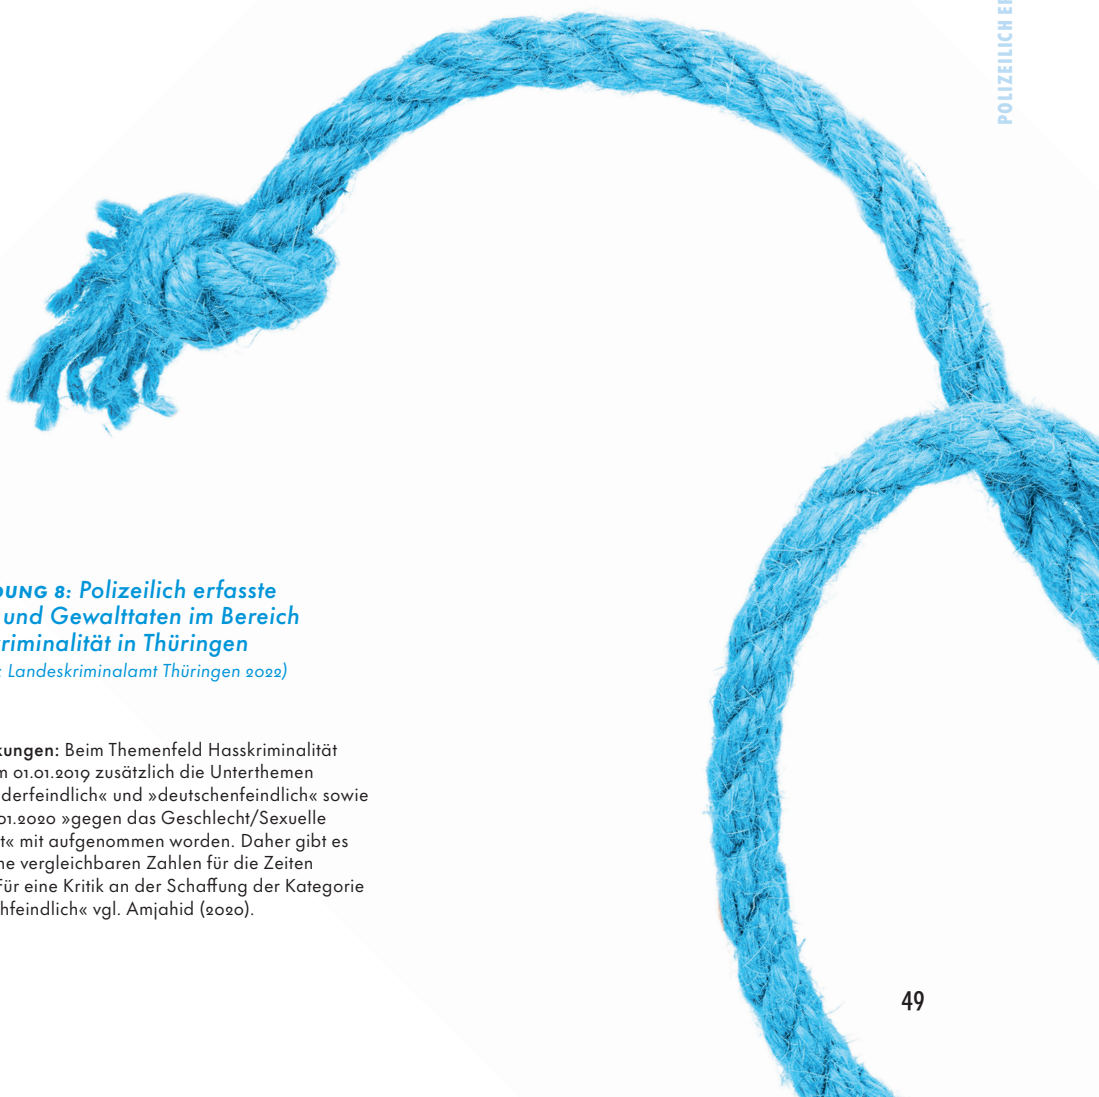 POLIZEILICH
DUNG 8: Polizeilich erfasste
und Gewalttaten im Bereich
riminalität in Thüringen
: Landeskriminalamt Thüringen 2022)
kungen: Beim Themenfeld Hasskriminalität
m 01.01.2019 zusätzlich die Unterthemen
derfeindlich« und »deutschenfeindlich« sowie
01.2020 »gegen das Geschlecht/Sexuelle
t« mit aufgenommen worden. Daher gibt es
ne vergleichbaren Zahlen für die Zeiten
Für eine Kritik an der Schaffung der Kategorie
hfeindlich« vgl. Amjahid (2020).
49